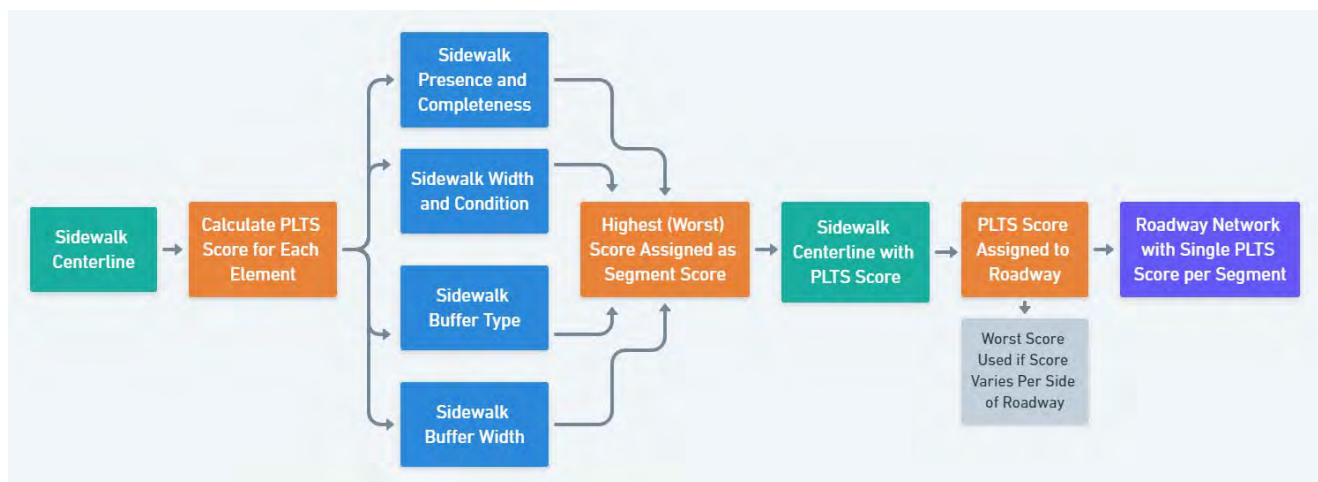 Sidewalk
Centerline
Calculate PLTS
Score for Each
Element
Sidewalk
Presence and
Completeness
Sidewalk Width
and Condition
Sidewalk
Buffer Type
Sidewalk
Buffer Width
Highest (Worst)
Score Assigned as
Segment Score
Sidewalk
Centerline with
PLTS Score
PLTS Score
Assigned to
Roadway
Worst Score
Used if Score
Varies Per Side
of Roadway
Roadway Network
with Single PLTS
Score per Segment